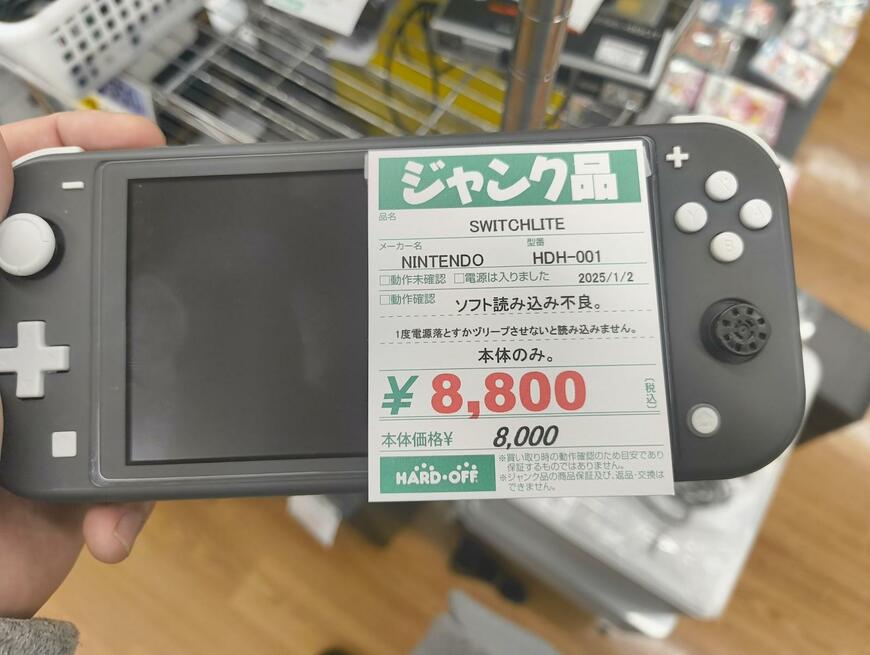 ジャンク品
品名
SWITCHLITE
メーカー名 型番
NINTENDO HDH-001
□動作未確認 □電源は入りました 2025/1/2
□動作確認 ソフト読み込み不良。
1度電源落とすかヅリープさせないと読み込みません。
本体のみ。
¥8,800 (税込)
本体価格¥ 8,000
HARD・OFF
※買い取り時の動作確認のため目安であり
保証するものではありません。
※ジャンク品の商品保証及び、返品・交換は
できません。
X
Y
A
B